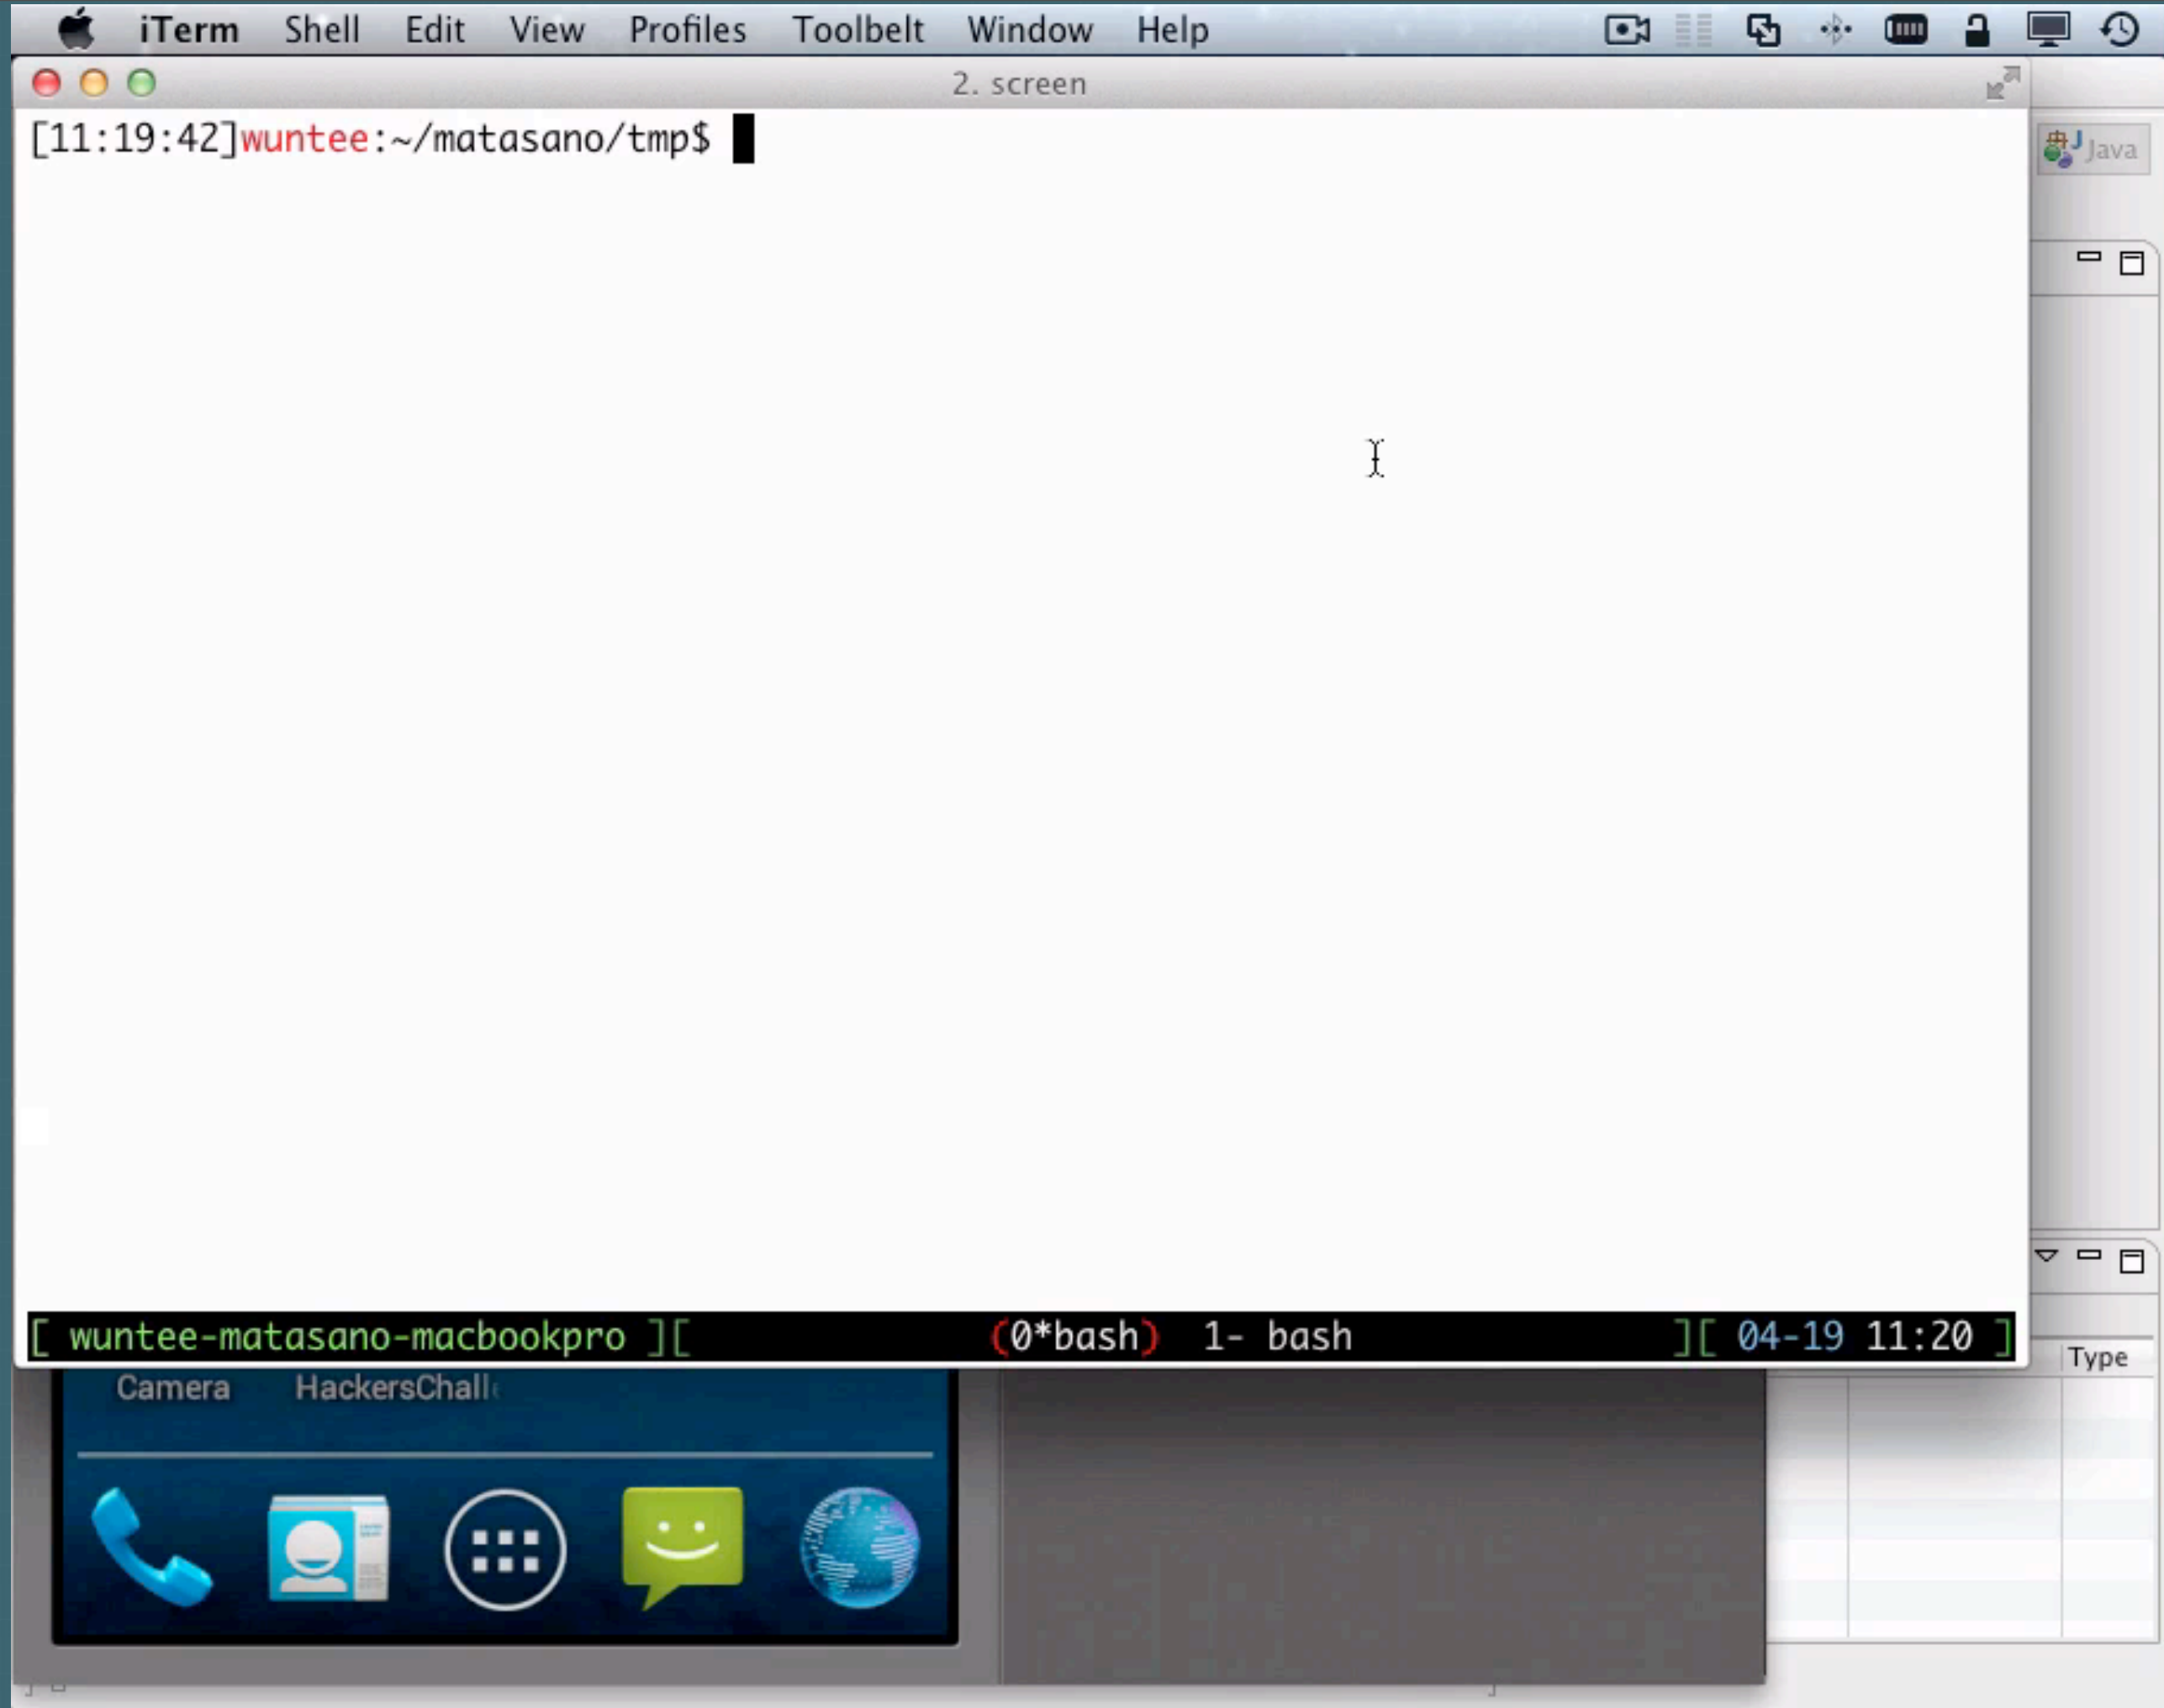 iTerm Shell Edit View Profiles Toolbelt Window Help
2. screen
[11:19:42]wuntee:~/matasano/tmp$
Java
[ wuntee-matasano-macbookpro ][ (0*bash) 1- bash ][ 04-19 11:20 ]
Type
Camera HackersChall